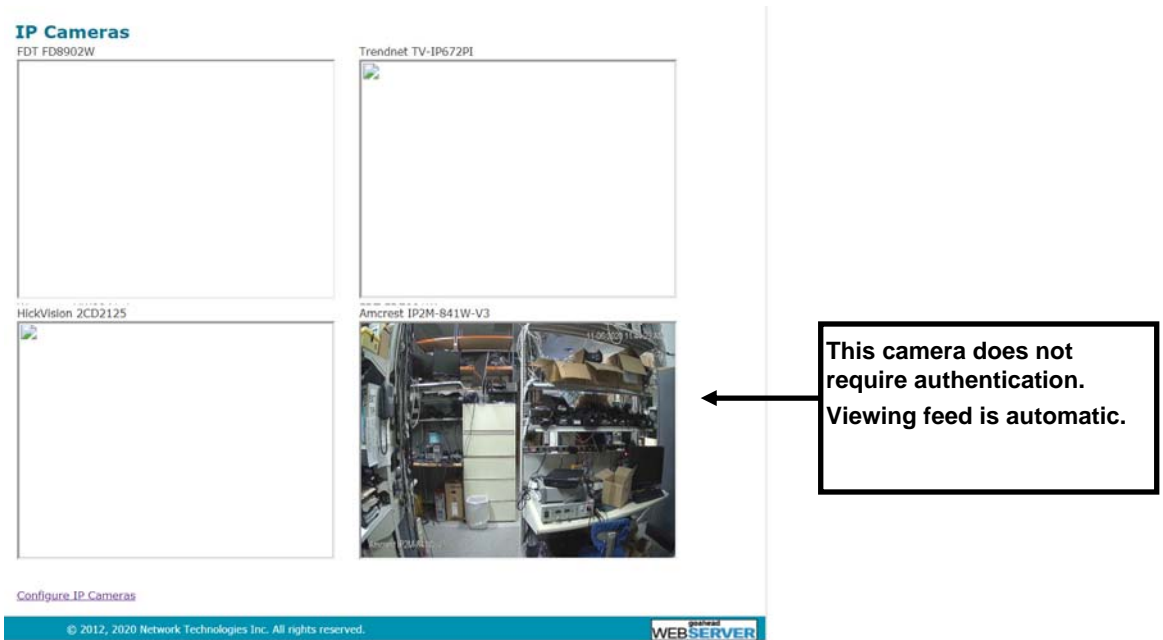 IP Cameras
FDT FD8902W
Trendnet TV-IP672PI
HickVision 2CD2125
Amcrest IP2M-841W-V3
This camera does not
require authentication.
Viewing feed is automatic.
Configure IP Cameras
© 2012, 2020 Network Technologies Inc. All rights reserved.
goahead
WEBSERVER